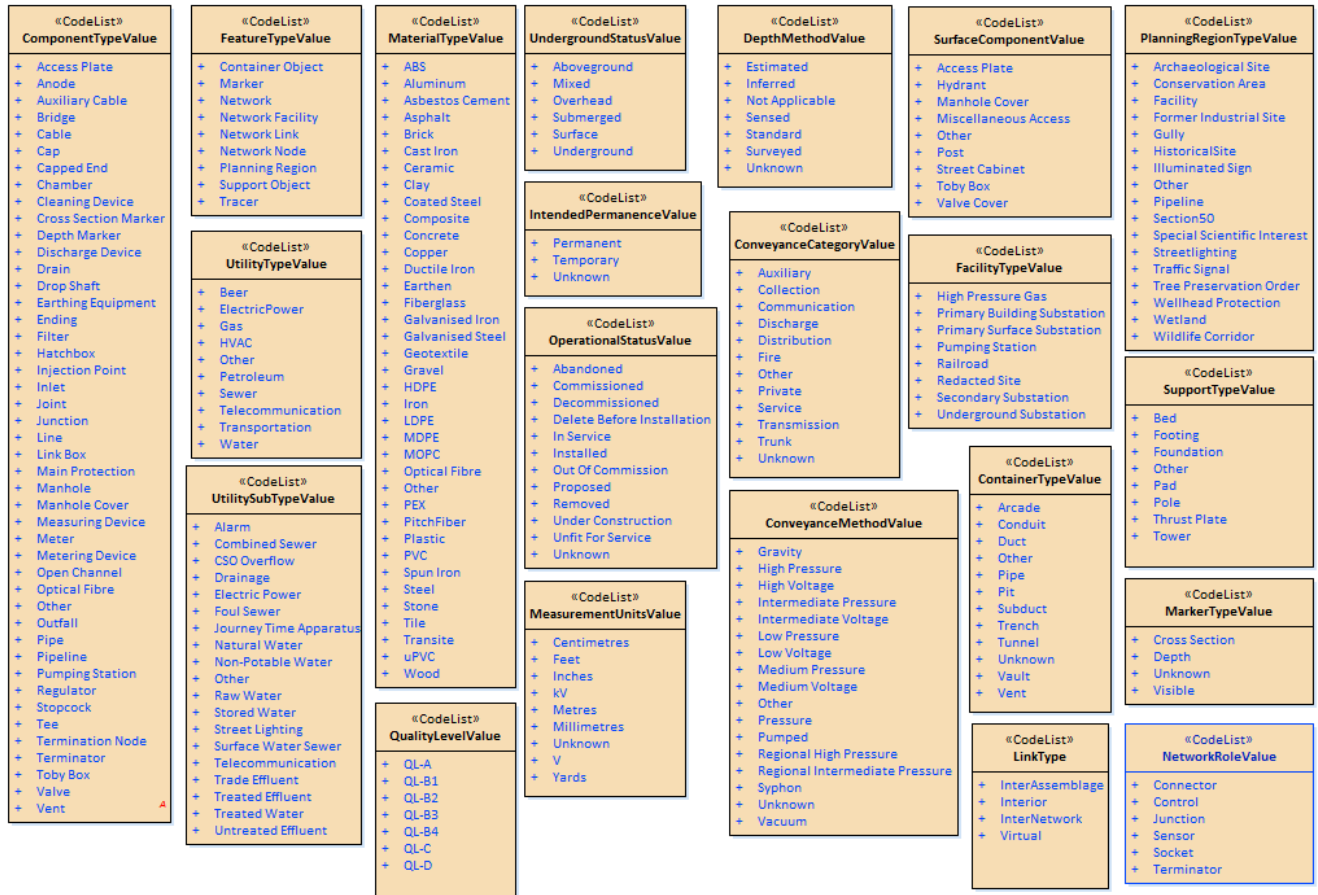 «CodeList»
ComponentTypeValue
+ Access Plate
+ Anode
+ Auxiliary Cable
+ Bridge
+ Cable
+ Cap
+ Capped End
+ Chamber
+ Cleaning Device
+ Cross Section Marker
+ Depth Marker
+ Discharge Device
+ Drain
+ Drop Shaft
+ Earthing Equipment
+ Ending
+ Filter
+ Hatchbox
+ Injection Point
+ Inlet
+ Joint
+ Junction
+ Line
+ Link Box
+ Main Protection
+ Manhole
+ Manhole Cover
+ Measuring Device
+ Meter
+ Metering Device
+ Open Channel
+ Optical Fibre
+ Other
+ Outfall
+ Pipe
+ Pipeline
+ Pumping Station
+ Regulator
+ Stopcock
+ Tee
+ Termination Node
+ Terminator
+ Toby Box
+ Valve
+ Vent
A
«CodeList»
FeatureTypeValue
+ Container Object
+ Marker
+ Network
+ Network Facility
+ Network Link
+ Network Node
+ Planning Region
+ Support Object
+ Tracer
«CodeList»
UtilityTypeValue
+ Beer
+ ElectricPower
+ Gas
+ HVAC
+ Other
+ Petroleum
+ Sewer
+ Telecommunication
+ Transportation
+ Water
«CodeList»
UtilitySubTypeValue
+ Alarm
+ Combined Sewer
+ CSO Overflow
+ Drainage
+ Electric Power
+ Foul Sewer
+ Journey Time Apparatus
+ Natural Water
+ Non-Potable Water
+ Other
+ Raw Water
+ Stored Water
+ Street Lighting
+ Surface Water Sewer
+ Telecommunication
+ Trade Effluent
+ Treated Effluent
+ Treated Water
+ Untreated Effluent
«CodeList»
MaterialTypeValue
+ ABS
+ Aluminum
+ Asbestos Cement
+ Asphalt
+ Brick
+ Cast Iron
+ Ceramic
+ Clay
+ Coated Steel
+ Composite
+ Concrete
+ Copper
+ Ductile Iron
+ Earthen
+ Fiberglass
+ Galvanised Iron
+ Galvanised Steel
+ Geotextile
+ Gravel
+ HDPE
+ Iron
+ LDPE
+ MDPE
+ MOPC
+ Optical Fibre
+ Other
+ PEX
+ PitchFiber
+ Plastic
+ PVC
+ Spun Iron
+ Steel
+ Stone
+ Tile
+ Transite
+ uPVC
+ Wood
«CodeList»
QualityLevelValue
+ QL-A
+ QL-B1
+ QL-B2
+ QL-B3
+ QL-B4
+ QL-C
+ QL-D
«CodeList»
UndergroundStatusValue
+ Aboveground
+ Mixed
+ Overhead
+ Submerged
+ Surface
+ Underground
«CodeList»
IntendedPermanenceValue
+ Permanent
+ Temporary
+ Unknown
«CodeList»
OperationalStatusValue
+ Abandoned
+ Commissioned
+ Decommissioned
+ Delete Before Installation
+ In Service
+ Installed
+ Out Of Commission
+ Proposed
+ Removed
+ Under Construction
+ Unfit For Service
+ Unknown
«CodeList»
MeasurementUnitsValue
+ Centimetres
+ Feet
+ Inches
+ kV
+ Metres
+ Millimetres
+ Unknown
+ V
+ Yards
«CodeList»
DepthMethodValue
+ Estimated
+ Inferred
+ Not Applicable
+ Sensed
+ Standard
+ Surveyed
+ Unknown
«CodeList»
ConveyanceCategoryValue
+ Auxiliary
+ Collection
+ Communication
+ Discharge
+ Distribution
+ Fire
+ Other
+ Private
+ Service
+ Transmission
+ Trunk
+ Unknown
«CodeList»
ConveyanceMethodValue
+ Gravity
+ High Pressure
+ High Voltage
+ Intermediate Pressure
+ Intermediate Voltage
+ Low Pressure
+ Low Voltage
+ Medium Pressure
+ Medium Voltage
+ Other
+ Pressure
+ Pumped
+ Regional High Pressure
+ Regional Intermediate Pressure
+ Syphon
+ Unknown
+ Vacuum
«CodeList»
SurfaceComponentValue
+ Access Plate
+ Hydrant
+ Manhole Cover
+ Miscellaneous Access
+ Other
+ Post
+ Street Cabinet
+ Toby Box
+ Valve Cover
«CodeList»
FacilityTypeValue
+ High Pressure Gas
+ Primary Building Substation
+ Primary Surface Substation
+ Pumping Station
+ Railroad
+ Redacted Site
+ Secondary Substation
+ Underground Substation
«CodeList»
ContainerTypeValue
+ Arcade
+ Conduit
+ Duct
+ Other
+ Pipe
+ Pit
+ Subduct
+ Trench
+ Tunnel
+ Unknown
+ Vault
+ Vent
«CodeList»
LinkType
+ InterAssemblage
+ Interior
+ InterNetwork
+ Virtual
«CodeList»
PlanningRegionTypeValue
+ Archaeological Site
+ Conservation Area
+ Facility
+ Former Industrial Site
+ Gully
+ HistoricalSite
+ Illuminated Sign
+ Other
+ Pipeline
+ Section50
+ Special Scientific Interest
+ Streetlighting
+ Traffic Signal
+ Tree Preservation Order
+ Wellhead Protection
+ Wetland
+ Wildlife Corridor
«CodeList»
SupportTypeValue
+ Bed
+ Footing
+ Foundation
+ Other
+ Pad
+ Pole
+ Thrust Plate
+ Tower
«CodeList»
MarkerTypeValue
+ Cross Section
+ Depth
+ Unknown
+ Visible
«CodeList»
NetworkRoleValue
+ Connector
+ Control
+ Junction
+ Sensor
+ Socket
+ Terminator